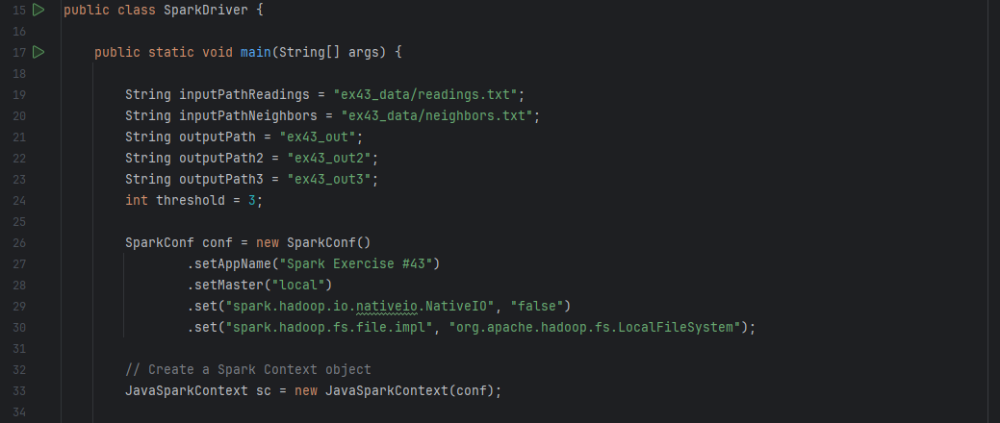 15 public class SparkDriver {
16
17     public static void main(String[] args) {
18
19         String inputPathReadings = "ex43_data/readings.txt";
20         String inputPathNeighbors = "ex43_data/neighbors.txt";
21         String outputPath = "ex43_out";
22         String outputPath2 = "ex43_out2";
23         String outputPath3 = "ex43_out3";
24         int threshold = 3;
25
26         SparkConf conf = new SparkConf()
27                 .setAppName("Spark Exercise #43")
28                 .setMaster("local")
29                 .set("spark.hadoop.io.nativeio.NativeIO", "false")
30                 .set("spark.hadoop.fs.file.impl", "org.apache.hadoop.fs.LocalFileSystem");
31
32         // Create a Spark Context object
33         JavaSparkContext sc = new JavaSparkContext(conf);
34